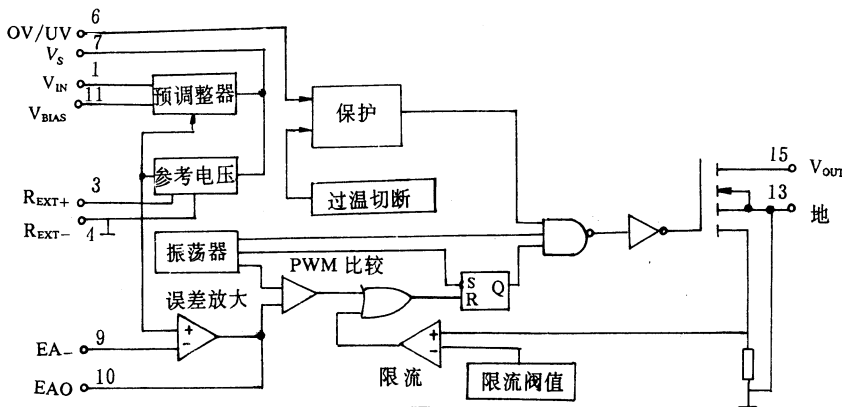 OV/UV 6
VS 7
VIN 1
VBIAS 11
预调整器
保护
参考电压
REXT+ 3
REXT- 4
过温切断
15 VOUT
13 地
振荡器
PWM 比较
S
R
Q
误差放大
+
-
EA- 9
EAO 10
+
-
限流
限流阀值